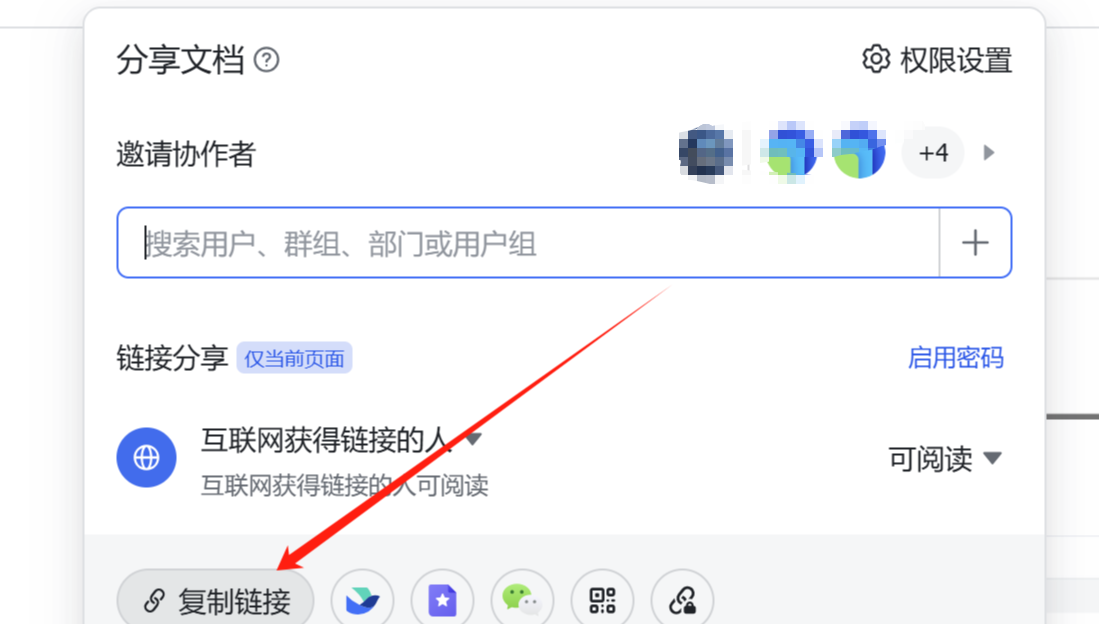 分享文档
权限设置
邀请协作者
+4
搜索用户、群组、部门或用户组
链接分享 仅当前页面
启用密码
互联网获得链接的人
互联网获得链接的人可阅读
可阅读
复制链接